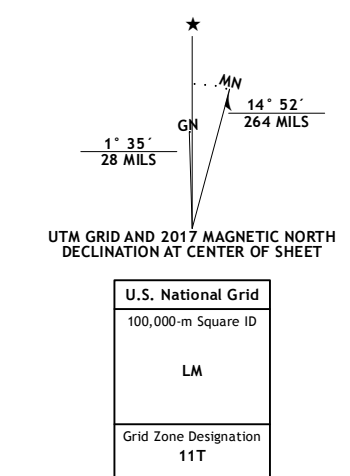 ★
MN
GN
14° 52´
264 MILS
1° 35´
28 MILS
UTM GRID AND 2017 MAGNETIC NORTH
DECLINATION AT CENTER OF SHEET
U.S. National Grid
100,000-m Square ID
LM
Grid Zone Designation
11T